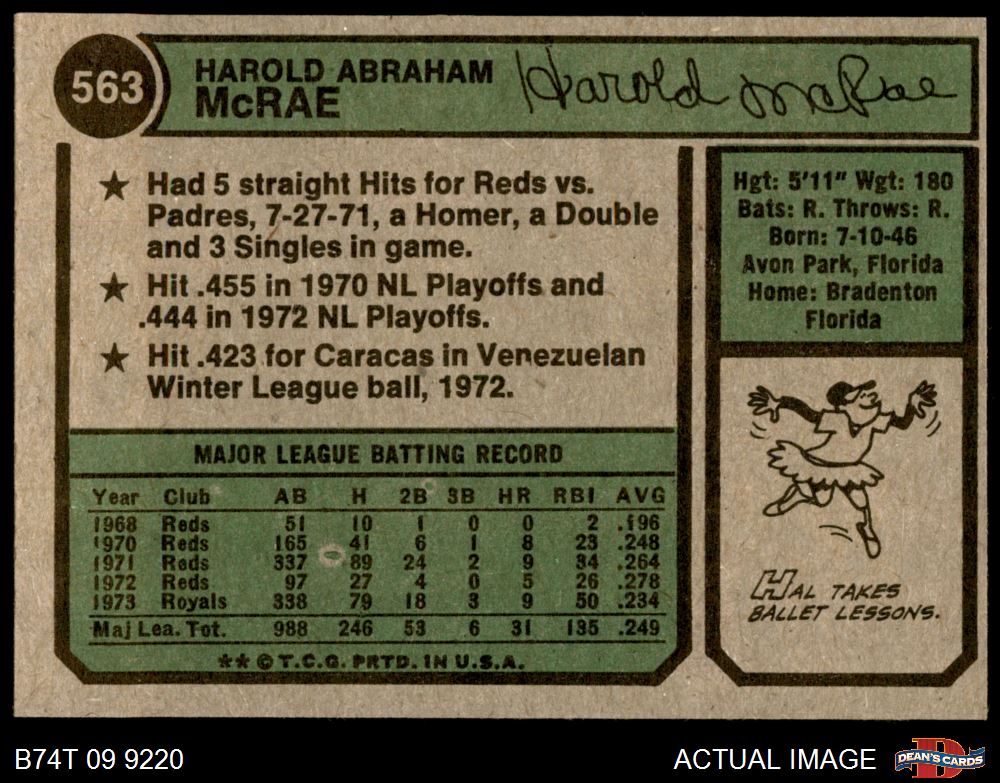 563
HAROLD ABRAHAM
McRAE
Harold McRae
★ Had 5 straight Hits for Reds vs.
Padres, 7-27-71, a Homer, a Double
and 3 Singles in game.
★ Hit .455 in 1970 NL Playoffs and
.444 in 1972 NL Playoffs.
★ Hit .423 for Caracas in Venezuelan
Winter League ball, 1972.
Hgt: 5'11" Wgt: 180
Bats: R. Throws: R.
Born: 7-10-46
Avon Park, Florida
Home: Bradenton
Florida
HAL TAKES
BALLET LESSONS.
MAJOR LEAGUE BATTING RECORD
Year Club AB H 2B 3B HR RBI AVG
1968 Reds 51 10 1 0 0 2 .196
1970 Reds 165 41 6 1 8 23 .248
1971 Reds 337 89 24 2 9 34 .264
1972 Reds 97 27 4 0 5 26 .278
1973 Royals 338 79 18 3 9 50 .234
Maj Lea. Tot. 988 246 53 6 31 135 .249
** © T.C.G. PRTD. IN U.S.A.
B74T 09 9220
ACTUAL IMAGE
D
DEAN'S CARDS